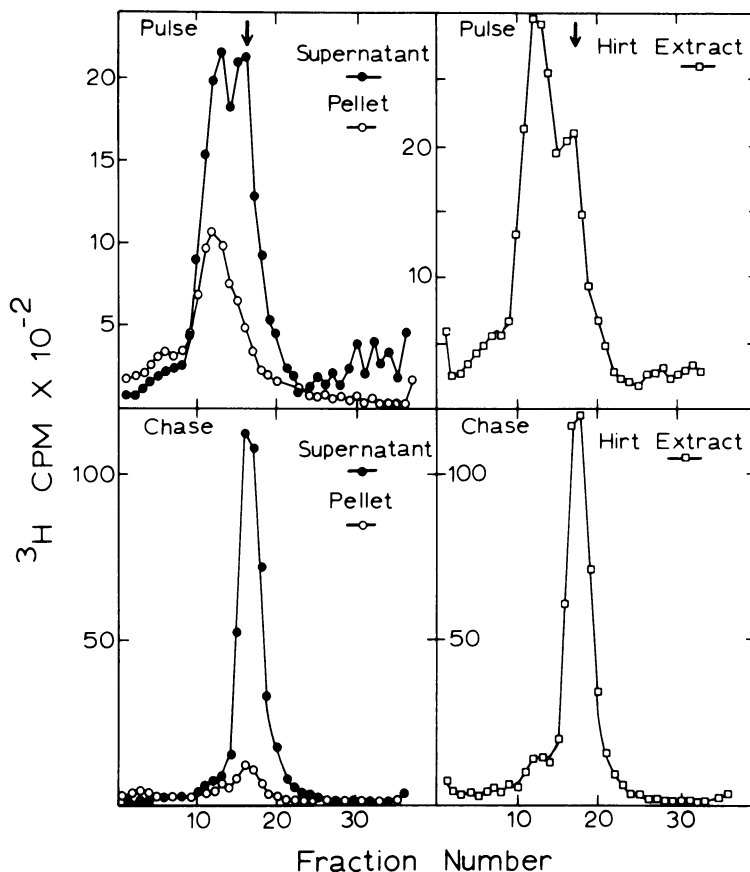 Pulse
Supernatant
Pellet
20
15
10
5
Pulse
Hirt Extract
20
10
Chase
Supernatant
Pellet
100
50
Chase
Hirt Extract
100
50
10 20 30
10 20 30
³H CPM X 10⁻²
Fraction Number